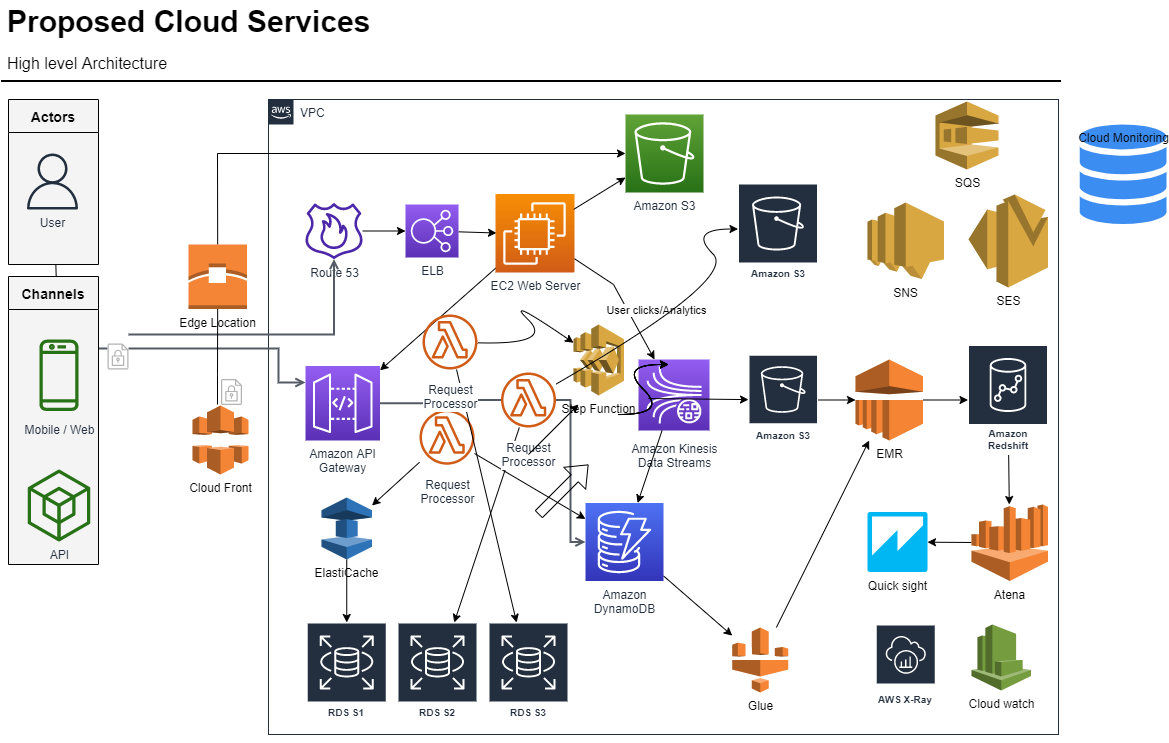 Proposed Cloud Services
High level Architecture
Actors
User
Channels
Mobile / Web
API
Edge Location
Cloud Front
aws
VPC
Route 53
ELB
EC2 Web Server
Amazon S3
Amazon S3
SQS
SNS
SES
Cloud Monitoring
User clicks/Analytics
Request
Processor
Request
Processor
Request
Processor
Step Function
Amazon API
Gateway
Amazon Kinesis
Data Streams
Amazon S3
EMR
Amazon
Redshift
ElastiCache
Amazon
DynamoDB
Quick sight
Atena
RDS S1
RDS S2
RDS S3
Glue
AWS X-Ray
Cloud watch